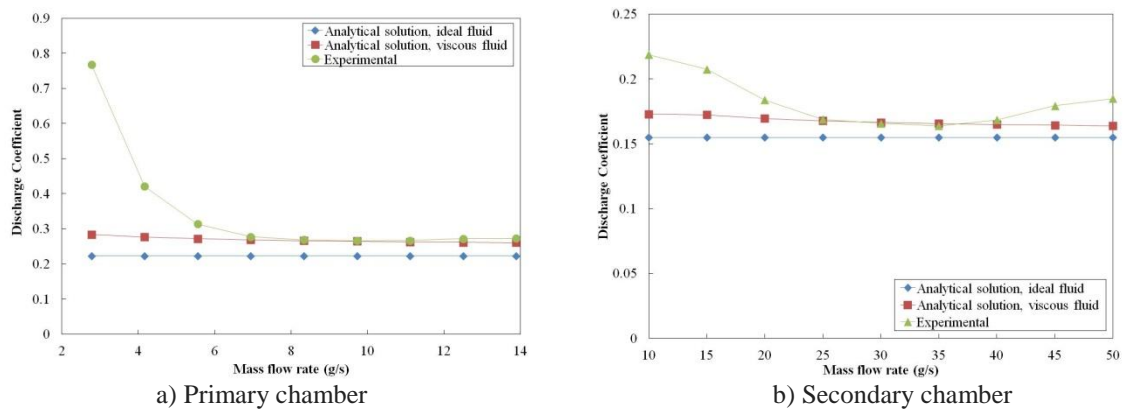 0.9
0.8
0.7
0.6
0.5
0.4
0.3
0.2
0.1
0
Discharge Coefficient
Analytical solution, ideal fluid
Analytical solution, viscous fluid
Experimental
2 4 6 8 10 12 14
Mass flow rate (g/s)
a) Primary chamber
0.25
0.2
0.15
0.1
0.05
0
Discharge Coefficient
Analytical solution, ideal fluid
Analytical solution, viscous fluid
Experimental
10 15 20 25 30 35 40 45 50
Mass flow rate (g/s)
b) Secondary chamber